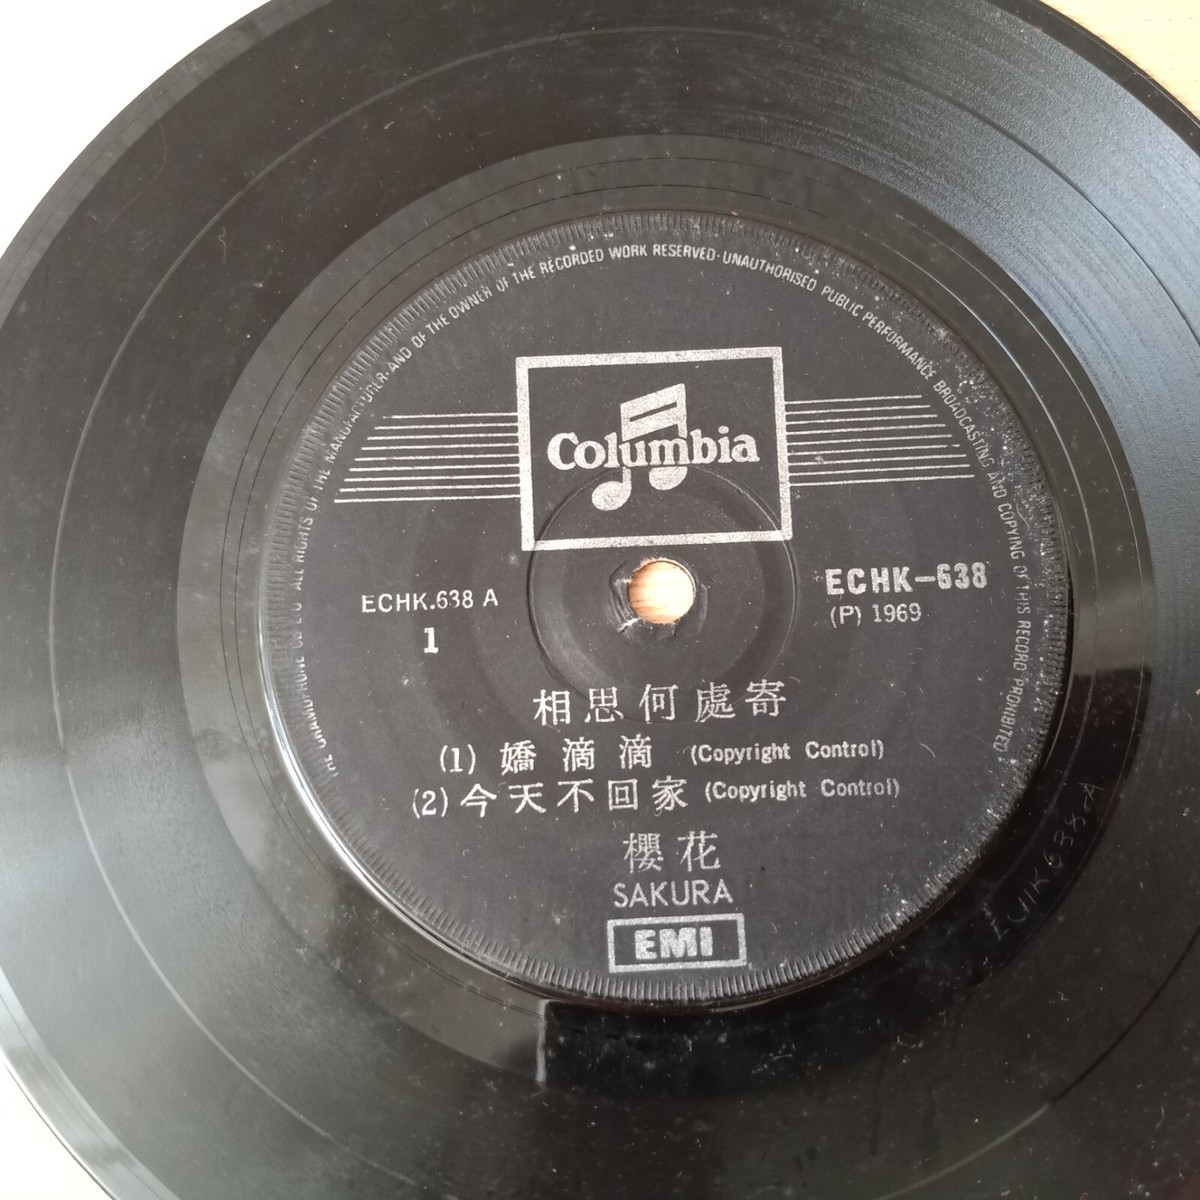 THE GRAMOPHONE CO. LTD. ALL RIGHTS OF THE MANUFACTURER·AND OF THE OWNER OF THE RECORDED WORK RESERVED·UNAUTHORISED PUBLIC PERFORMANCE BROADCASTING AND COPYING OF THIS RECORD PROHIBITED
Columbia
ECHK.638 A
1
ECHK-638
(P) 1969
相思何處寄
(1) 嬌滴滴 (Copyright Control)
(2) 今天不回家 (Copyright Control)
櫻花
SAKURA
EMI
ECHK 638 A